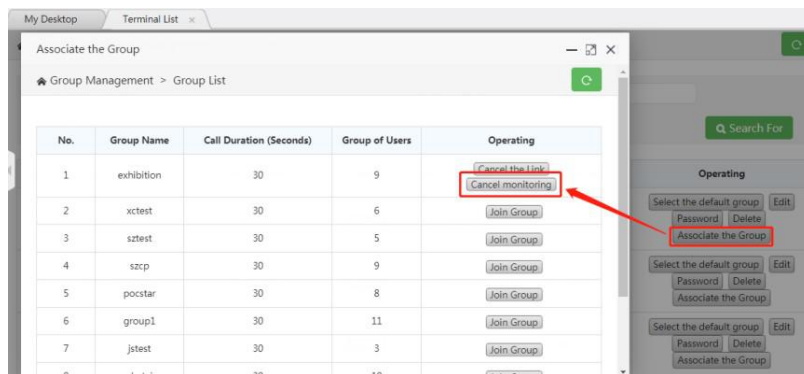 My Desktop Terminal List ×
Associate the Group
Group Management > Group List
Search For
No. Group Name Call Duration (Seconds) Group of Users Operating
1 exhibition 30 9 Cancel the Link
Cancel monitoring
2 xctest 30 6 Join Group
3 sztest 30 5 Join Group
4 szcp 30 9 Join Group
5 pocstar 30 8 Join Group
6 group1 30 11 Join Group
7 jstest 30 3 Join Group
Operating
Select the default group Edit
Password Delete
Associate the Group
Select the default group Edit
Password Delete
Associate the Group
Select the default group Edit
Password Delete
Associate the Group